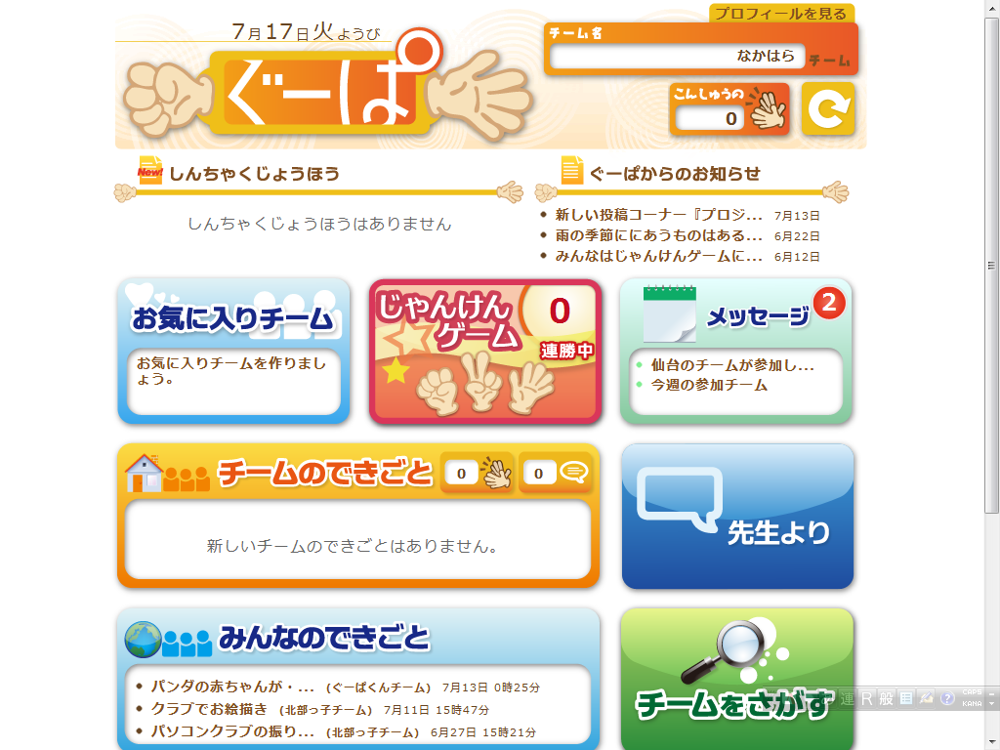 7月17日火ようび
プロフィールを見る
チーム名
なかはら
チーム
ぐーぱ
こんしゅうの
0
New!
しんちゃくじょうほう
しんちゃくじょうほうはありません
ぐーぱからのお知らせ
新しい投稿コーナー『プロジ... 7月13日
雨の季節ににあうものはある... 6月22日
みんなはじゃんけんゲームに... 6月12日
お気に入りチーム
お気に入りチームを作りまし
ょう。
じゃんけん
ゲーム
0
連勝中
メッセージ
2
仙台のチームが参加し...
今週の参加チーム
チームのできごと
0
0
新しいチームのできごとはありません。
先生より
みんなのできごと
パンダの赤ちゃんが・... (ぐーぱくんチーム) 7月13日 0時25分
クラブでお絵描き (北部っ子チーム) 7月11日 15時47分
パソコンクラブの振り... (北部っ子チーム) 6月27日 15時21分
チームをさがす
連 R 般
?
CAPS
KANA